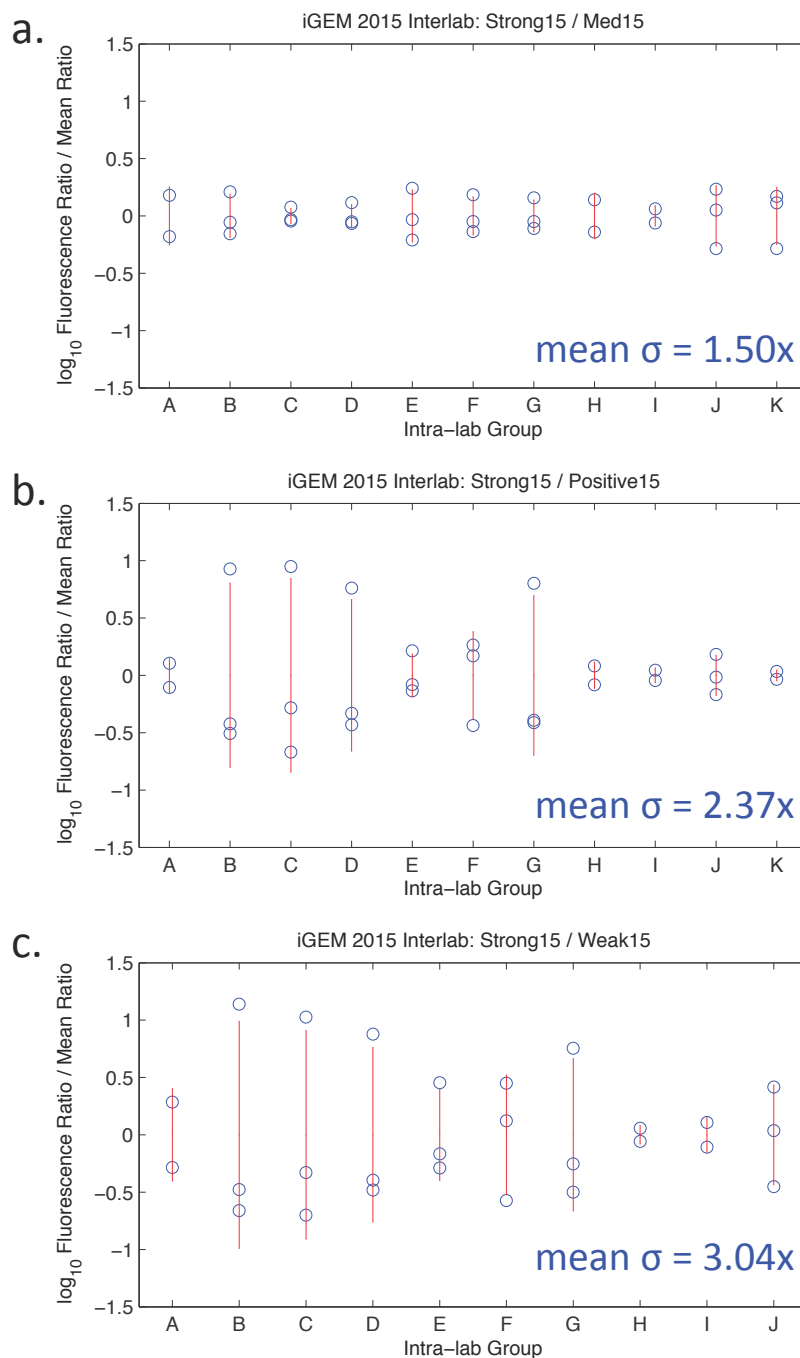 a.
iGEM 2015 Interlab: Strong15 / Med15
log10 Fluorescence Ratio / Mean Ratio
1.5
1
0.5
0
−0.5
−1
−1.5
mean σ = 1.50x
A B C D E F G H I J K
Intra−lab Group
b.
iGEM 2015 Interlab: Strong15 / Positive15
log10 Fluorescence Ratio / Mean Ratio
1.5
1
0.5
0
−0.5
−1
−1.5
mean σ = 2.37x
A B C D E F G H I J K
Intra−lab Group
c.
iGEM 2015 Interlab: Strong15 / Weak15
log10 Fluorescence Ratio / Mean Ratio
1.5
1
0.5
0
−0.5
−1
−1.5
mean σ = 3.04x
A B C D E F G H I J
Intra−lab Group